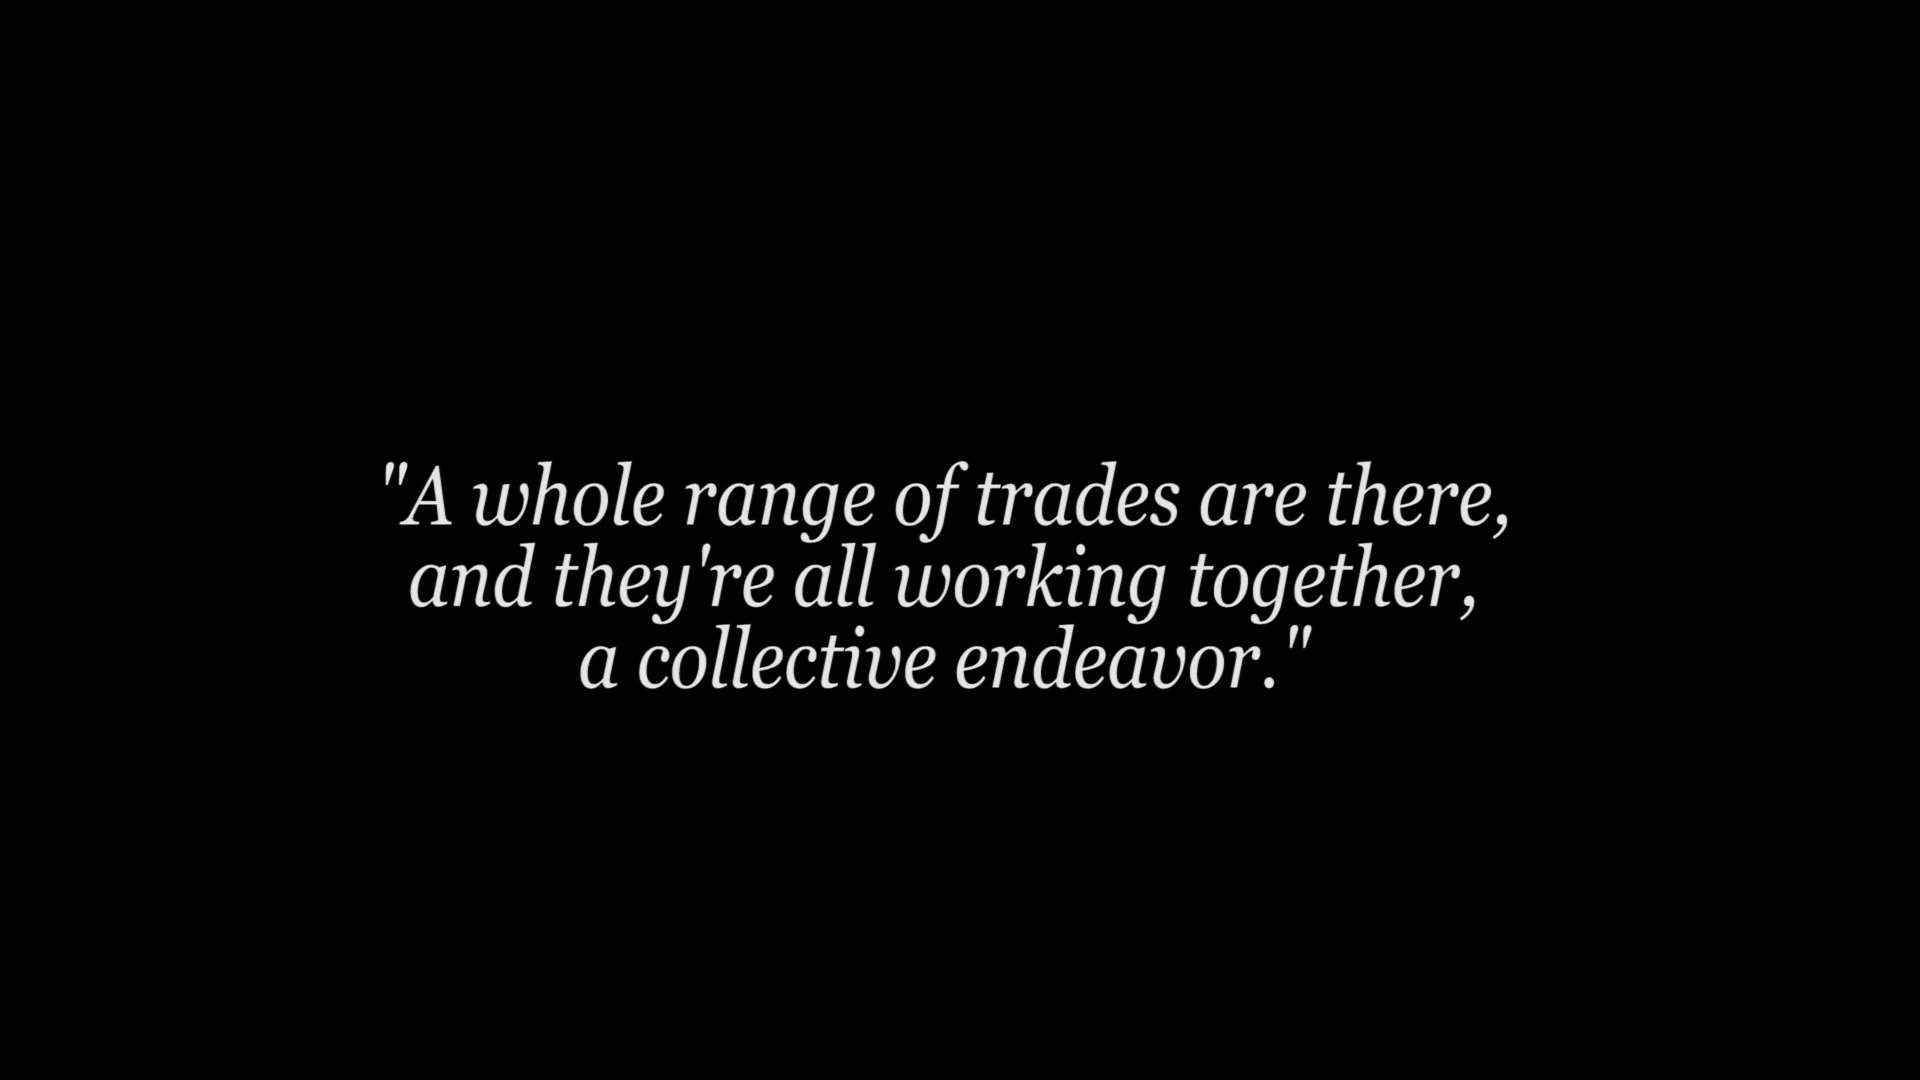 "A whole range of trades are there,
and they're all working together,
a collective endeavor."